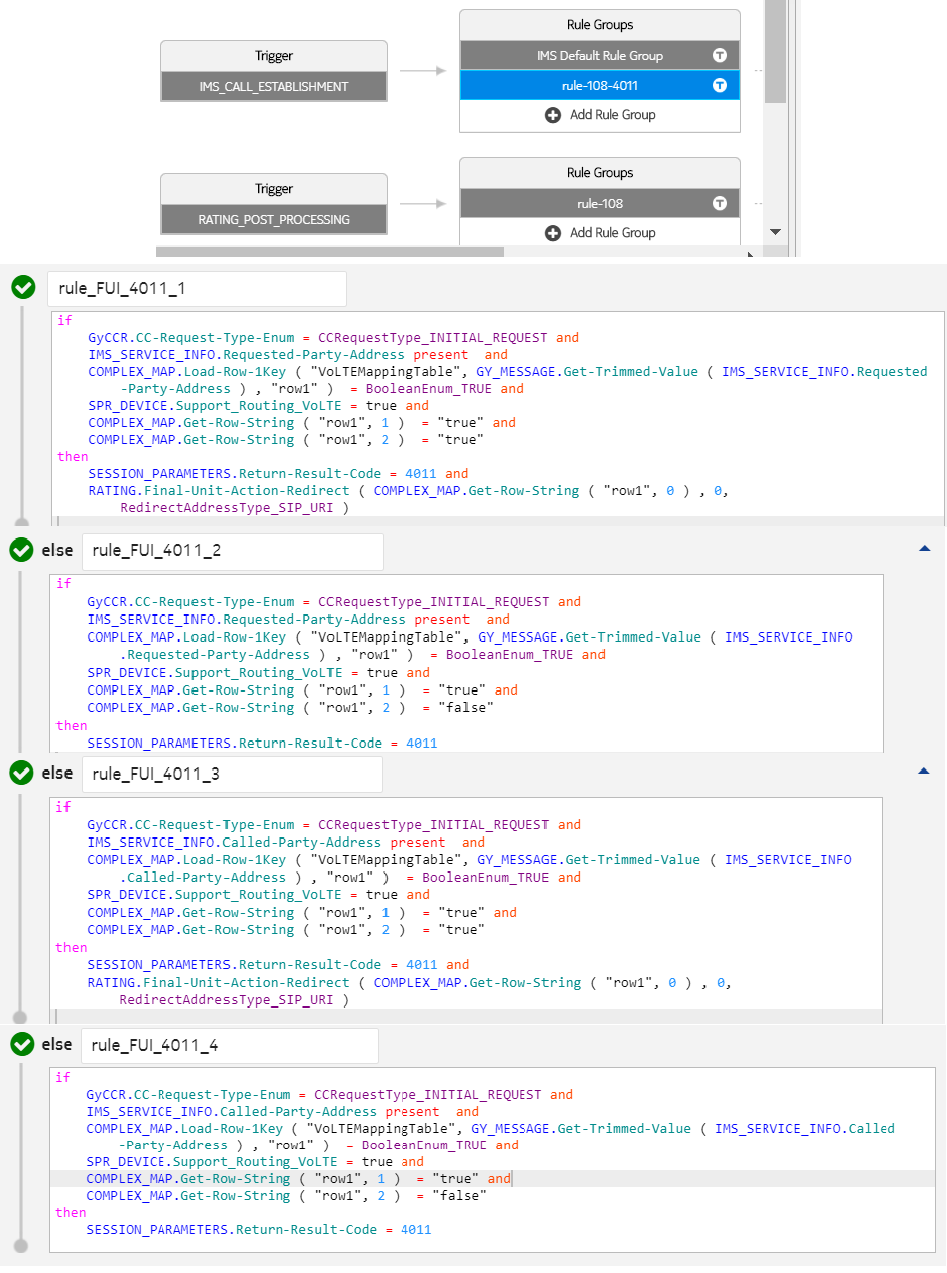 Trigger
IMS_CALL_ESTABLISHMENT
Rule Groups
IMS Default Rule Group T
rule-108-4011 T
Add Rule Group
Trigger
RATING_POST_PROCESSING
Rule Groups
rule-108 T
Add Rule Group
rule_FUI_4011_1
if
GyCCR.CC-Request-Type-Enum = CCRequestType_INITIAL_REQUEST and
IMS_SERVICE_INFO.Requested-Party-Address present and
COMPLEX_MAP.Load-Row-1Key ( "VoLTEMappingTable", GY_MESSAGE.Get-Trimmed-Value ( IMS_SERVICE_INFO.Requested
-Party-Address ) , "row1" ) = BooleanEnum_TRUE and
SPR_DEVICE.Support_Routing_VoLTE = true and
COMPLEX_MAP.Get-Row-String ( "row1", 1 ) = "true" and
COMPLEX_MAP.Get-Row-String ( "row1", 2 ) = "true"
then
SESSION_PARAMETERS.Return-Result-Code = 4011 and
RATING.Final-Unit-Action-Redirect ( COMPLEX_MAP.Get-Row-String ( "row1", 0 ) , 0,
RedirectAddressType_SIP_URI )
else rule_FUI_4011_2
if
GyCCR.CC-Request-Type-Enum = CCRequestType_INITIAL_REQUEST and
IMS_SERVICE_INFO.Requested-Party-Address present and
COMPLEX_MAP.Load-Row-1Key ( "VoLTEMappingTable", GY_MESSAGE.Get-Trimmed-Value ( IMS_SERVICE_INFO
.Requested-Party-Address ) , "row1" ) = BooleanEnum_TRUE and
SPR_DEVICE.Support_Routing_VoLTE = true and
COMPLEX_MAP.Get-Row-String ( "row1", 1 ) = "true" and
COMPLEX_MAP.Get-Row-String ( "row1", 2 ) = "false"
then
SESSION_PARAMETERS.Return-Result-Code = 4011
else rule_FUI_4011_3
if
GyCCR.CC-Request-Type-Enum = CCRequestType_INITIAL_REQUEST and
IMS_SERVICE_INFO.Called-Party-Address present and
COMPLEX_MAP.Load-Row-1Key ( "VoLTEMappingTable", GY_MESSAGE.Get-Trimmed-Value ( IMS_SERVICE_INFO
.Called-Party-Address ) , "row1" ) = BooleanEnum_TRUE and
SPR_DEVICE.Support_Routing_VoLTE = true and
COMPLEX_MAP.Get-Row-String ( "row1", 1 ) = "true" and
COMPLEX_MAP.Get-Row-String ( "row1", 2 ) = "true"
then
SESSION_PARAMETERS.Return-Result-Code = 4011 and
RATING.Final-Unit-Action-Redirect ( COMPLEX_MAP.Get-Row-String ( "row1", 0 ) , 0,
RedirectAddressType_SIP_URI )
else rule_FUI_4011_4
if
GyCCR.CC-Request-Type-Enum = CCRequestType_INITIAL_REQUEST and
IMS_SERVICE_INFO.Called-Party-Address present and
COMPLEX_MAP.Load-Row-1Key ( "VoLTEMappingTable", GY_MESSAGE.Get-Trimmed-Value ( IMS_SERVICE_INFO.Called
-Party-Address ) , "row1" ) = BooleanEnum_TRUE and
SPR_DEVICE.Support_Routing_VoLTE = true and
COMPLEX_MAP.Get-Row-String ( "row1", 1 ) = "true" and
COMPLEX_MAP.Get-Row-String ( "row1", 2 ) = "false"
then
SESSION_PARAMETERS.Return-Result-Code = 4011